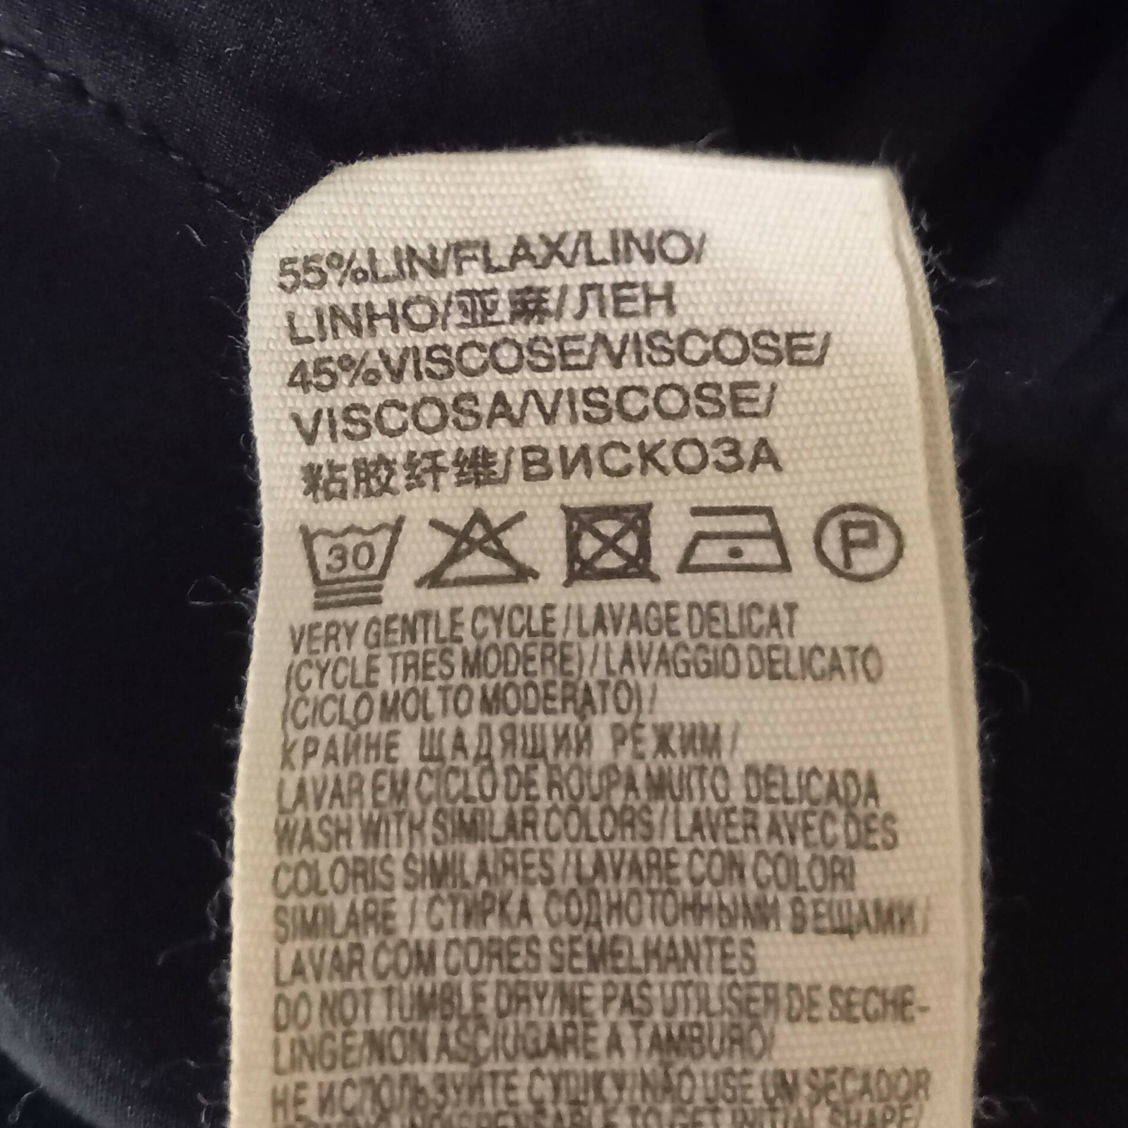 55%LIN/FLAX/LINO/
LINHO/亚麻/ЛЕН
45%VISCOSE/VISCOSE/
VISCOSA/VISCOSE/
粘胶纤维/ВИСКОЗА
30
P
VERY GENTLE CYCLE / LAVAGE DELICAT
(CYCLE TRES MODERE) / LAVAGGIO DELICATO
(CICLO MOLTO MODERATO) /
КРАЙНЕ ЩАДЯЩИЙ РЕЖИМ /
LAVAR EM CICLO DE ROUPA MUITO DELICADA
WASH WITH SIMILAR COLORS / LAVER AVEC DES
COLORIS SIMILAIRES / LAVARE CON COLORI
SIMILARE / СТИРКА С ОДНОТОННЫМИ ВЕЩАМИ /
LAVAR COM CORES SEMELHANTES
DO NOT TUMBLE DRY/NE PAS UTILISER DE SECHE-
LINGE/NON ASCIUGARE A TAMBURO/
НЕ ИСПОЛЬЗУЙТЕ СУШКУ/NÃO USE UM SECADOR
TO GET INITIAL SHAPE/